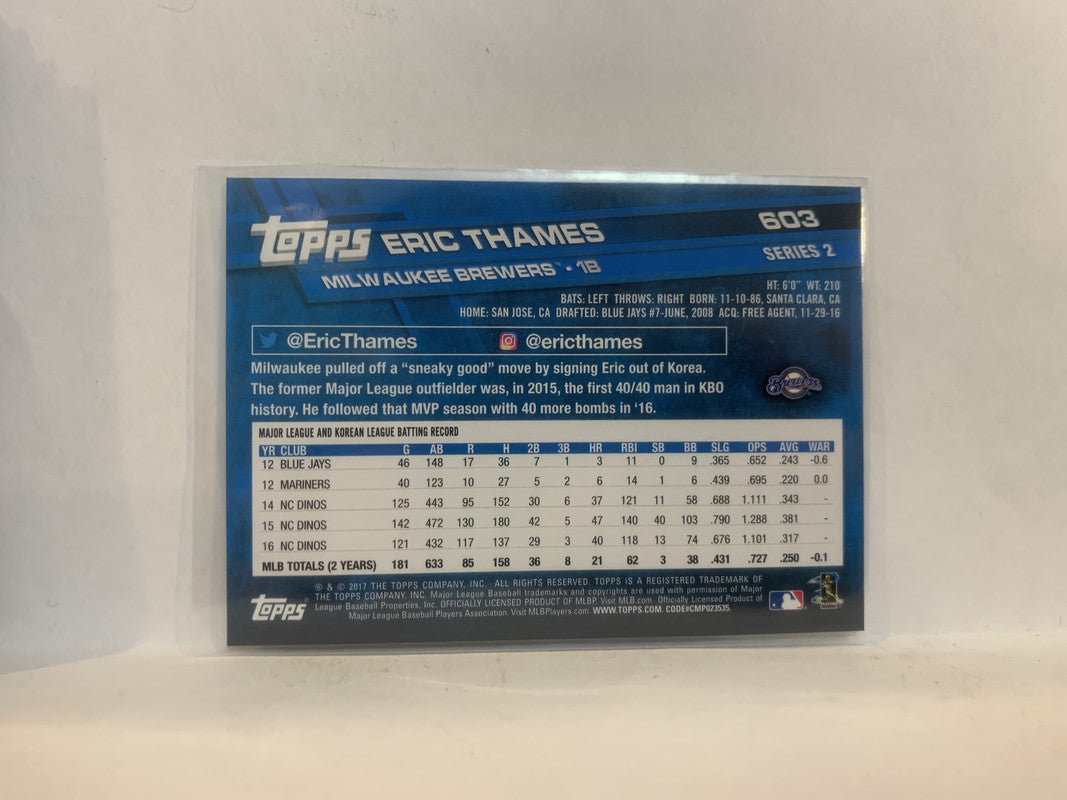 topps ERIC THAMES 603
MILWAUKEE BREWERS™ • 1B SERIES 2
HT: 6'0" WT: 210
BATS: LEFT THROWS: RIGHT BORN: 11-10-86, SANTA CLARA, CA
HOME: SAN JOSE, CA DRAFTED: BLUE JAYS #7-JUNE, 2008 ACQ: FREE AGENT, 11-29-16
@EricThames @ericthames
Milwaukee pulled off a “sneaky good” move by signing Eric out of Korea.
The former Major League outfielder was, in 2015, the first 40/40 man in KBO
history. He followed that MVP season with 40 more bombs in ‘16.
Brewers
MAJOR LEAGUE AND KOREAN LEAGUE BATTING RECORD
YR CLUB G AB R H 2B 3B HR RBI SB BB SLG OPS AVG WAR
12 BLUE JAYS 46 148 17 36 7 1 3 11 0 9 .365 .652 .243 -0.6
12 MARINERS 40 123 10 27 5 2 6 14 1 6 .439 .695 .220 0.0
14 NC DINOS 125 443 95 152 30 6 37 121 11 58 .688 1.111 .343 -
15 NC DINOS 142 472 130 180 42 5 47 140 40 103 .790 1.288 .381 -
16 NC DINOS 121 432 117 137 29 3 40 118 13 74 .676 1.101 .317 -
MLB TOTALS (2 YEARS) 181 633 85 158 36 8 21 62 3 38 .431 .727 .250 -0.1
® & © 2017 THE TOPPS COMPANY, INC. ALL RIGHTS RESERVED. TOPPS IS A REGISTERED TRADEMARK OF
THE TOPPS COMPANY, INC. Major League Baseball trademarks and copyrights are used with permission of Major
League Baseball Properties, Inc. OFFICIALLY LICENSED PRODUCT OF MLBP. Visit MLB.com. Officially Licensed Product of
Major League Baseball Players Association. Visit MLBPlayers.com. WWW.TOPPS.COM. CODE#CMP023535.
topps